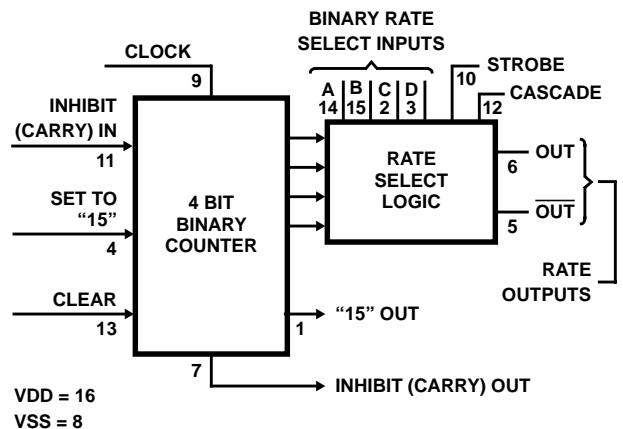 BINARY RATE
SELECT INPUTS
CLOCK
9
A
14
B
15
C
2
D
3
10
STROBE
12
CASCADE
INHIBIT
(CARRY) IN
11
SET TO
“15”
4
CLEAR
13
4 BIT
BINARY
COUNTER
RATE
SELECT
LOGIC
6
OUT
5
OUT
RATE
OUTPUTS
1
“15” OUT
7
INHIBIT (CARRY) OUT
VDD = 16
VSS = 8